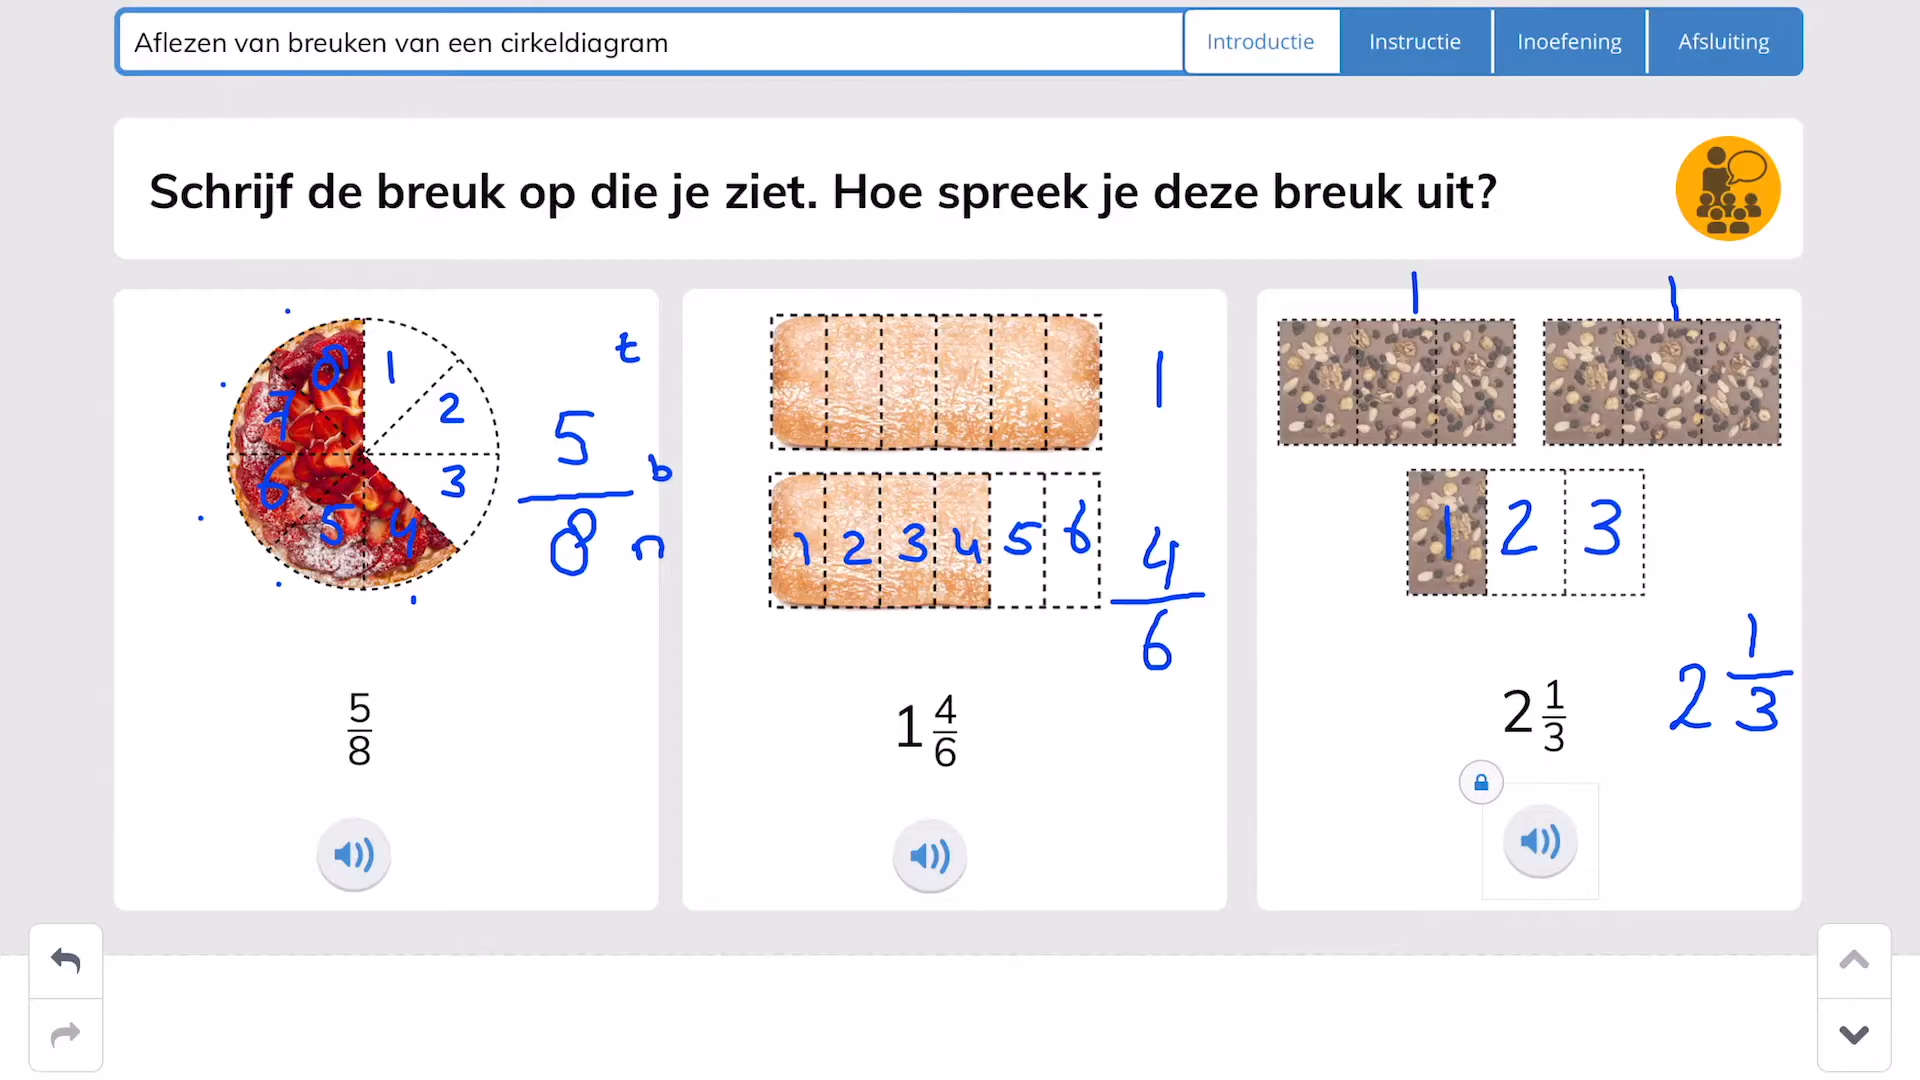 Aflezen van breuken van een cirkeldiagram
Introductie
Instructie
Inoefening
Afsluiting
Schrijf de breuk op die je ziet. Hoe spreek je deze breuk uit?
1
2
3
4
5
6
7
8
t
5
b
8
n
5
8
1
1 2 3 4 5 6
4
6
1 4
6
1 1
1 2 3
2 1
3
2 1
3